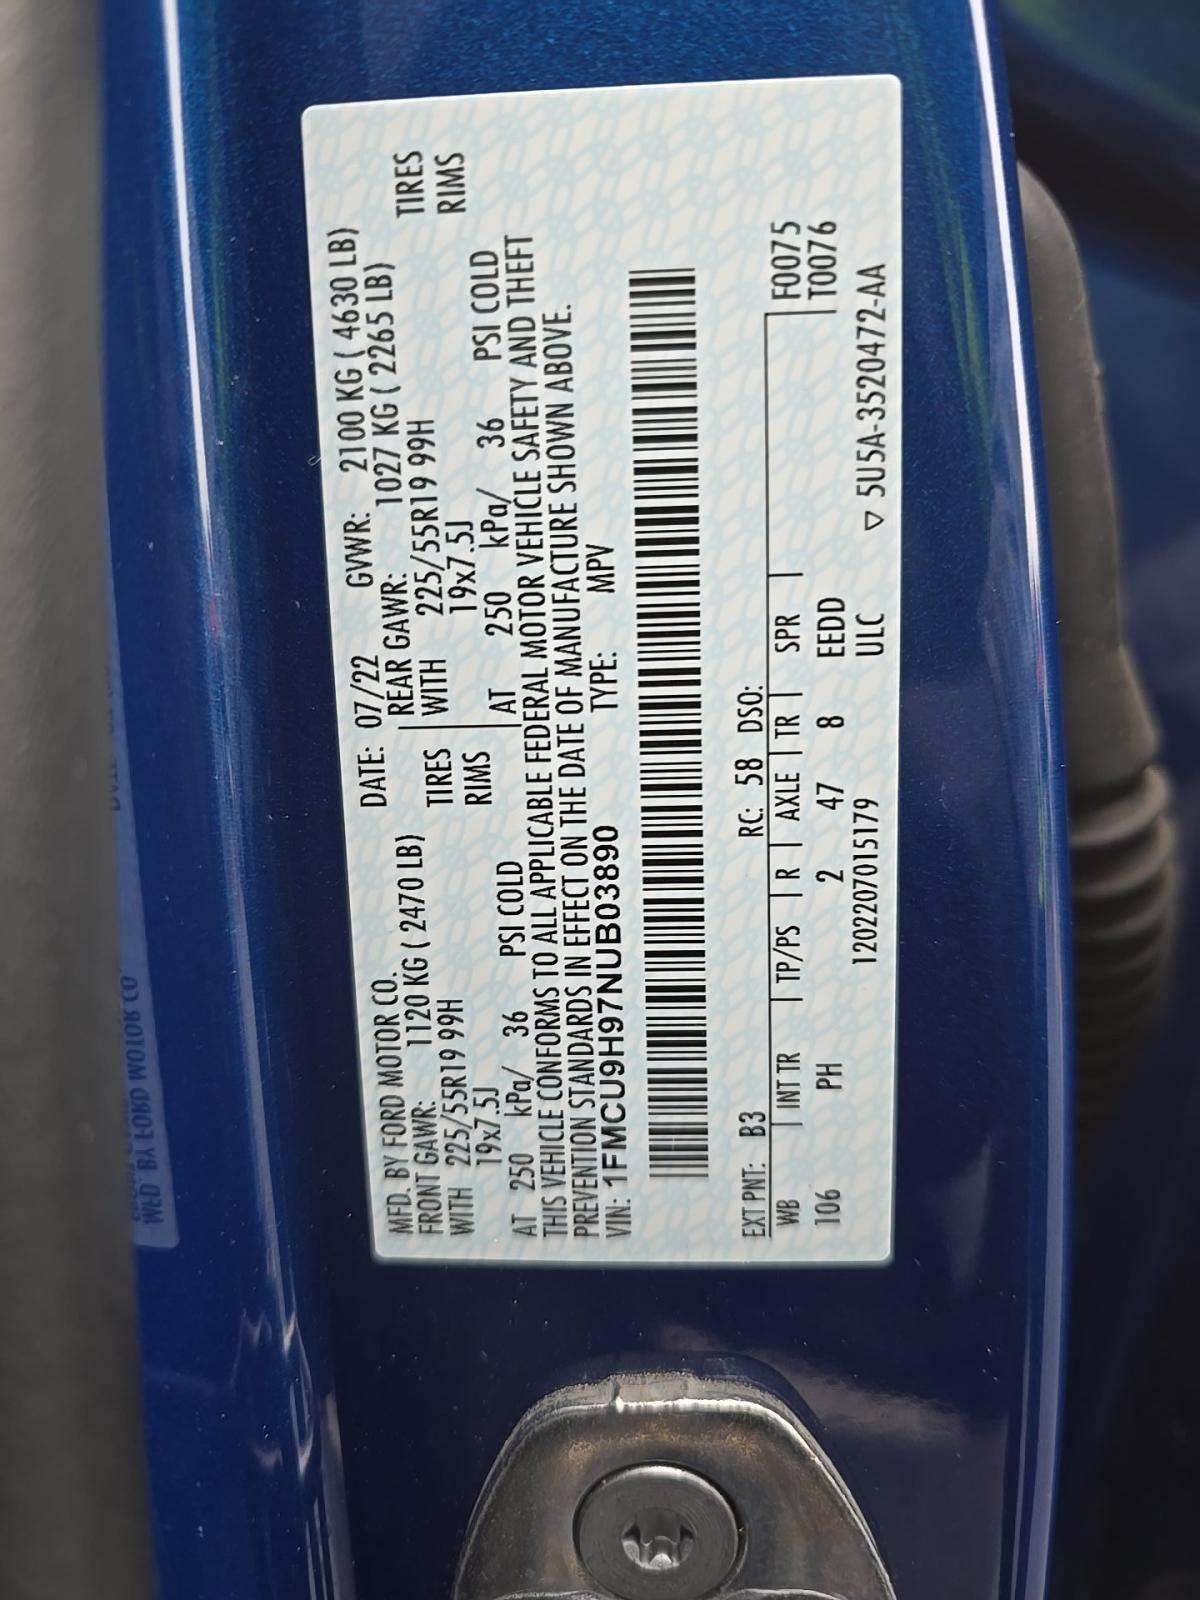 MFD. BY FORD MOTOR CO. DATE: 07/22 GVWR: 2100 KG ( 4630 LB)
FRONT GAWR: 1120 KG ( 2470 LB) REAR GAWR: 1027 KG ( 2265 LB)
WITH 225/55R19 99H TIRES WITH 225/55R19 99H TIRES
19x7.5J RIMS 19x7.5J RIMS
AT 250 kPa/ 36 PSI COLD AT 250 kPa/ 36 PSI COLD
THIS VEHICLE CONFORMS TO ALL APPLICABLE FEDERAL MOTOR VEHICLE SAFETY AND THEFT
PREVENTION STANDARDS IN EFFECT ON THE DATE OF MANUFACTURE SHOWN ABOVE.
VIN: 1FMCU9H97NUB03890 TYPE: MPV
EXT PNT: B3 RC: 58 DSO:
WB INT TR TP/PS R AXLE TR SPR F0075
106 PH 2 47 8 EEDD T0076
1202207015179 ULC ▽ 5U5A-3520472-AA